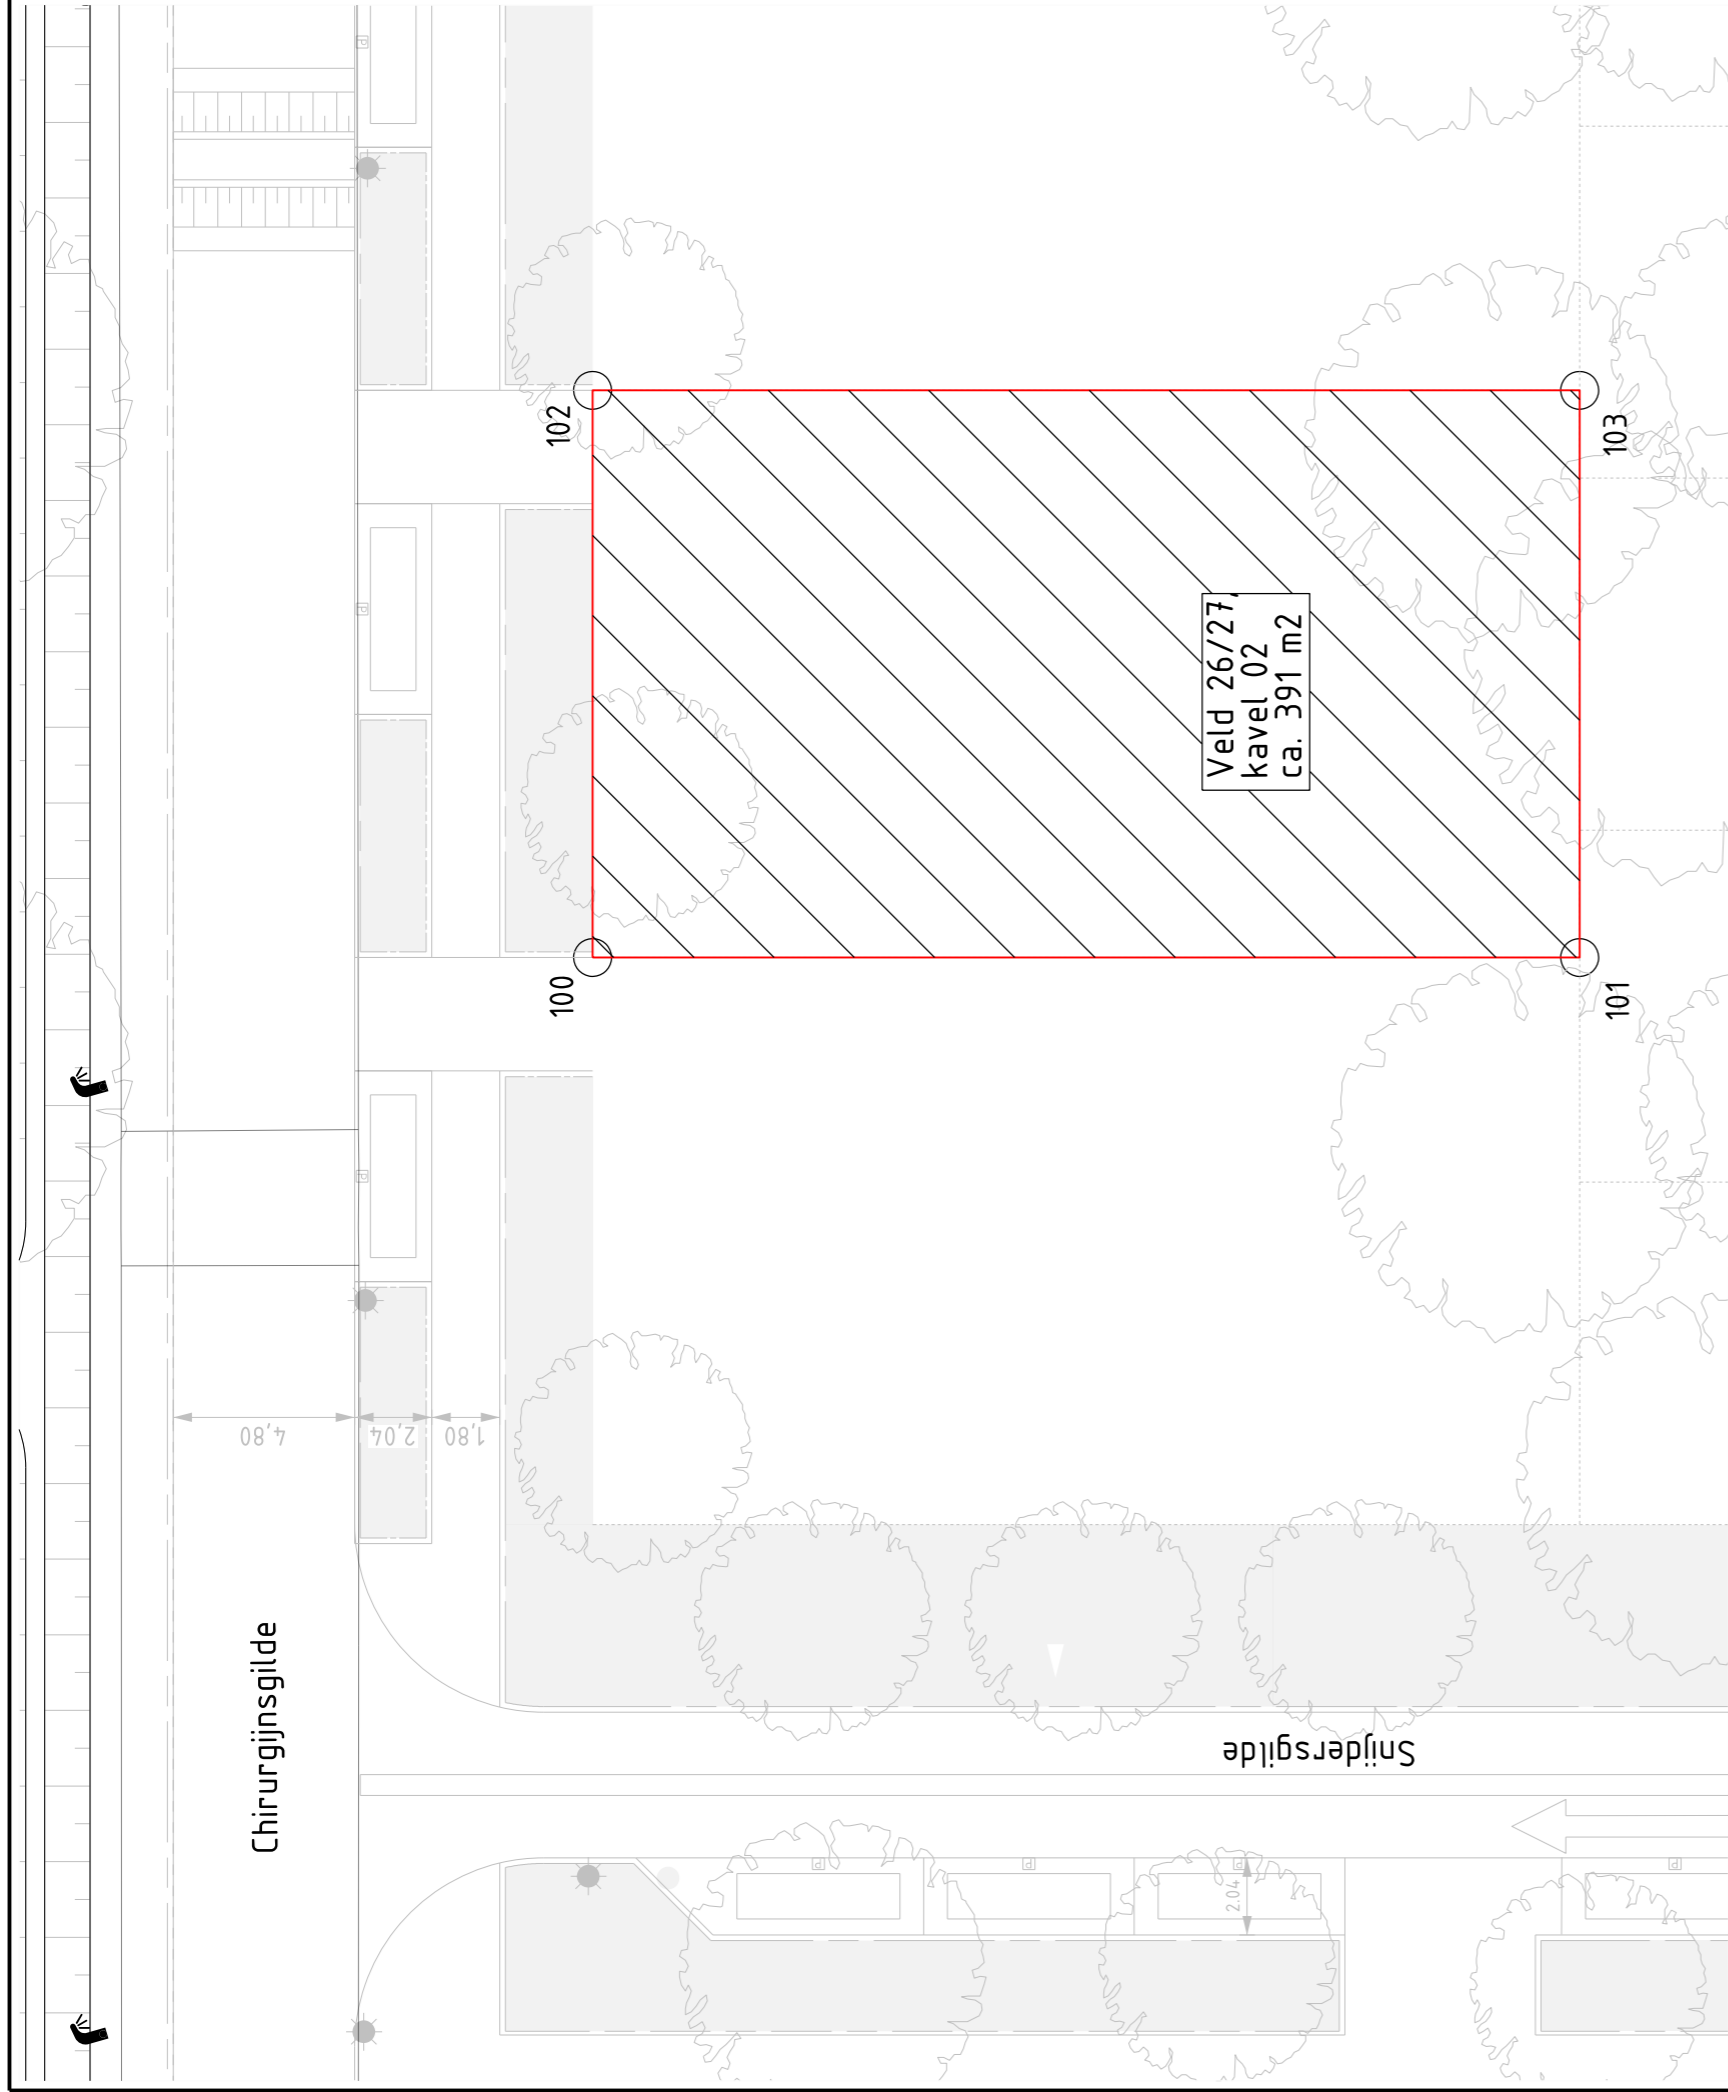 P
102
103
P
Veld 26/27,
kavel 02
ca. 391 m2
100
101
P
4,80
2,04
1,80
Chirurgijnsgilde
Snijdersgilde
P
P
P
P
2.04